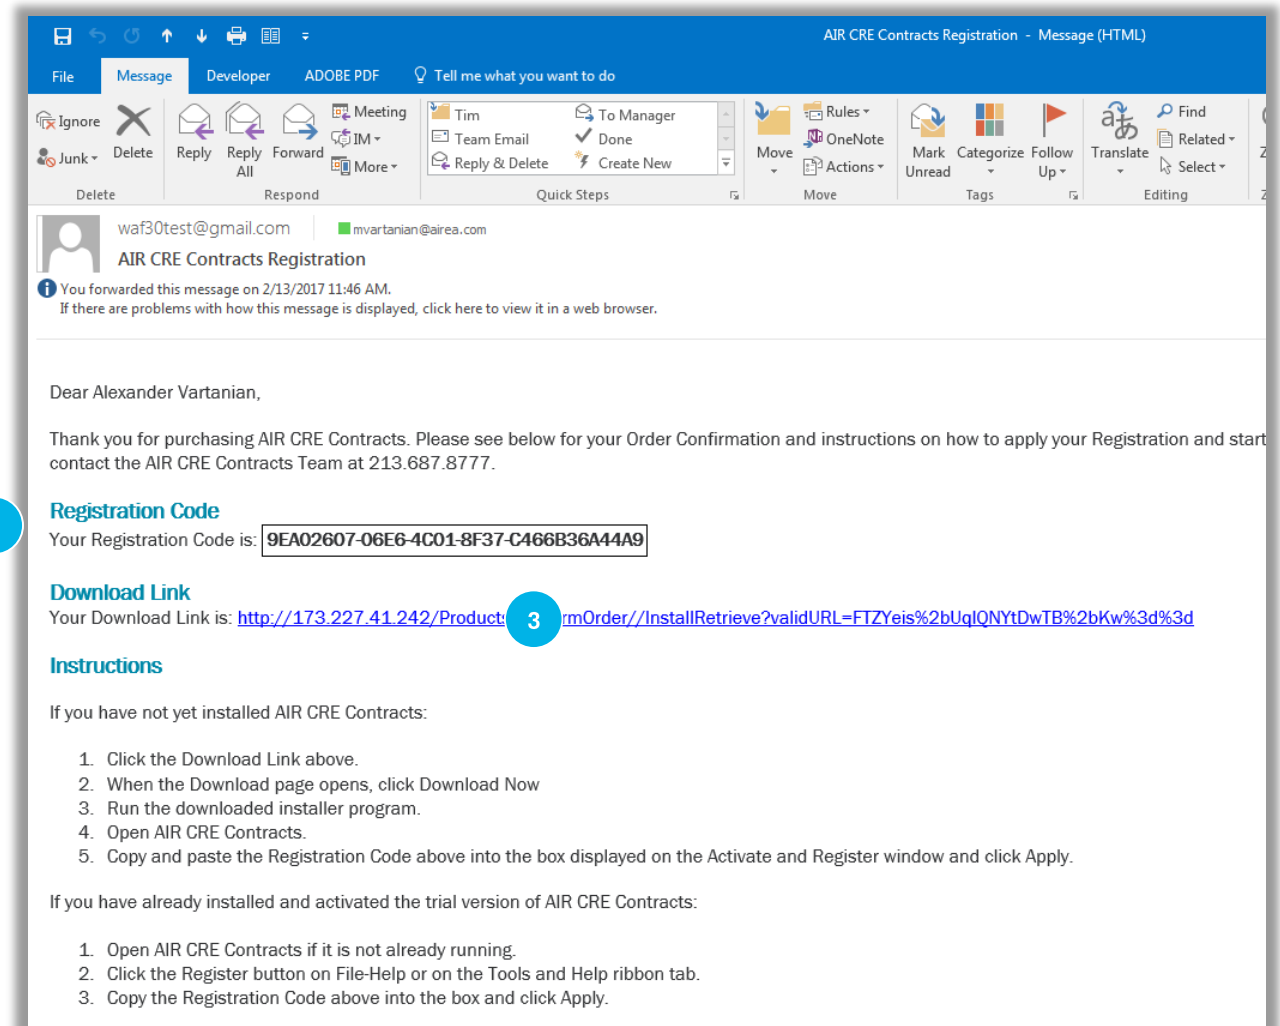 AIR CRE Contracts Registration - Message (HTML)
File Message Developer ADOBE PDF Tell me what you want to do
Ignore
Junk
Delete
Delete
Reply
Reply All
Forward
Meeting
IM
More
Respond
Tim
Team Email
Reply & Delete
To Manager
Done
Create New
Quick Steps
Move
Rules
OneNote
Actions
Move
Mark Unread
Categorize
Follow Up
Tags
Translate
Find
Related
Select
Editing
waf30test@gmail.com mvartanian@airea.com
AIR CRE Contracts Registration
You forwarded this message on 2/13/2017 11:46 AM.
If there are problems with how this message is displayed, click here to view it in a web browser.
Dear Alexander Vartanian,
Thank you for purchasing AIR CRE Contracts. Please see below for your Order Confirmation and instructions on how to apply your Registration and start
contact the AIR CRE Contracts Team at 213.687.8777.
Registration Code
Your Registration Code is: 9EA02607-06E6-4C01-8F37-C466B36A44A9
Download Link
Your Download Link is: http://173.227.41.242/Products 3 rmOrder//InstallRetrieve?validURL=FTZYeis%2bUqIQNYtDwTB%2bKw%3d%3d
Instructions
If you have not yet installed AIR CRE Contracts:
1. Click the Download Link above.
2. When the Download page opens, click Download Now
3. Run the downloaded installer program.
4. Open AIR CRE Contracts.
5. Copy and paste the Registration Code above into the box displayed on the Activate and Register window and click Apply.
If you have already installed and activated the trial version of AIR CRE Contracts:
1. Open AIR CRE Contracts if it is not already running.
2. Click the Register button on File-Help or on the Tools and Help ribbon tab.
3. Copy the Registration Code above into the box and click Apply.